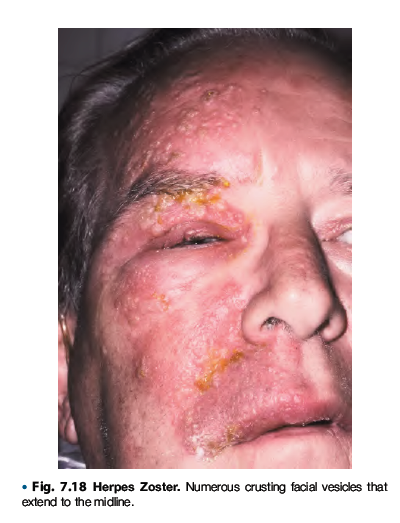 • Fig. 7.18 Herpes Zoster. Numerous crusting facial vesicles that
extend to the midline.